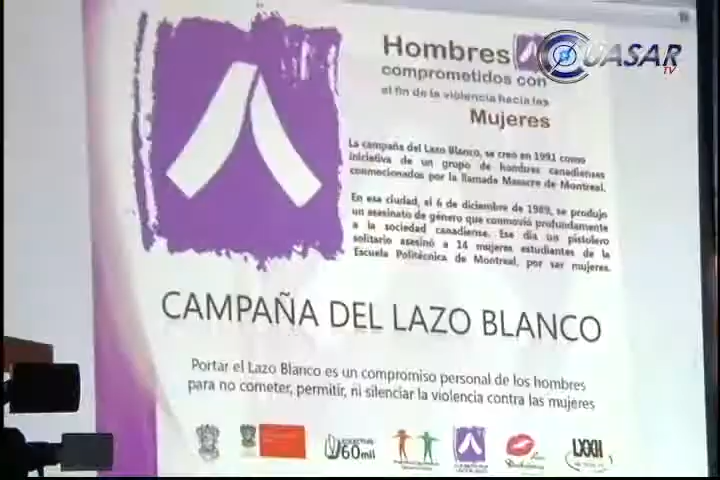 Hombres
comprometidos con
el fin de la violencia hacia las
Mujeres
QUASAR
TV
La campaña del Lazo Blanco, se creó en 1991 como
iniciativa de un grupo de hombres canadienses
conmocionados por la llamada Masacre de Montreal.
En esa ciudad, el 6 de diciembre de 1989, se produjo
un asesinato de género que conmovió profundamente
a la sociedad canadiense. Ese día un pistolero
solitario asesinó a 14 mujeres estudiantes de la
Escuela Politécnica de Montreal, por ser mujeres.
CAMPAÑA DEL LAZO BLANCO
Portar el Lazo Blanco es un compromiso personal de los hombres
para no cometer, permitir, ni silenciar la violencia contra las mujeres
60mil
LXXII